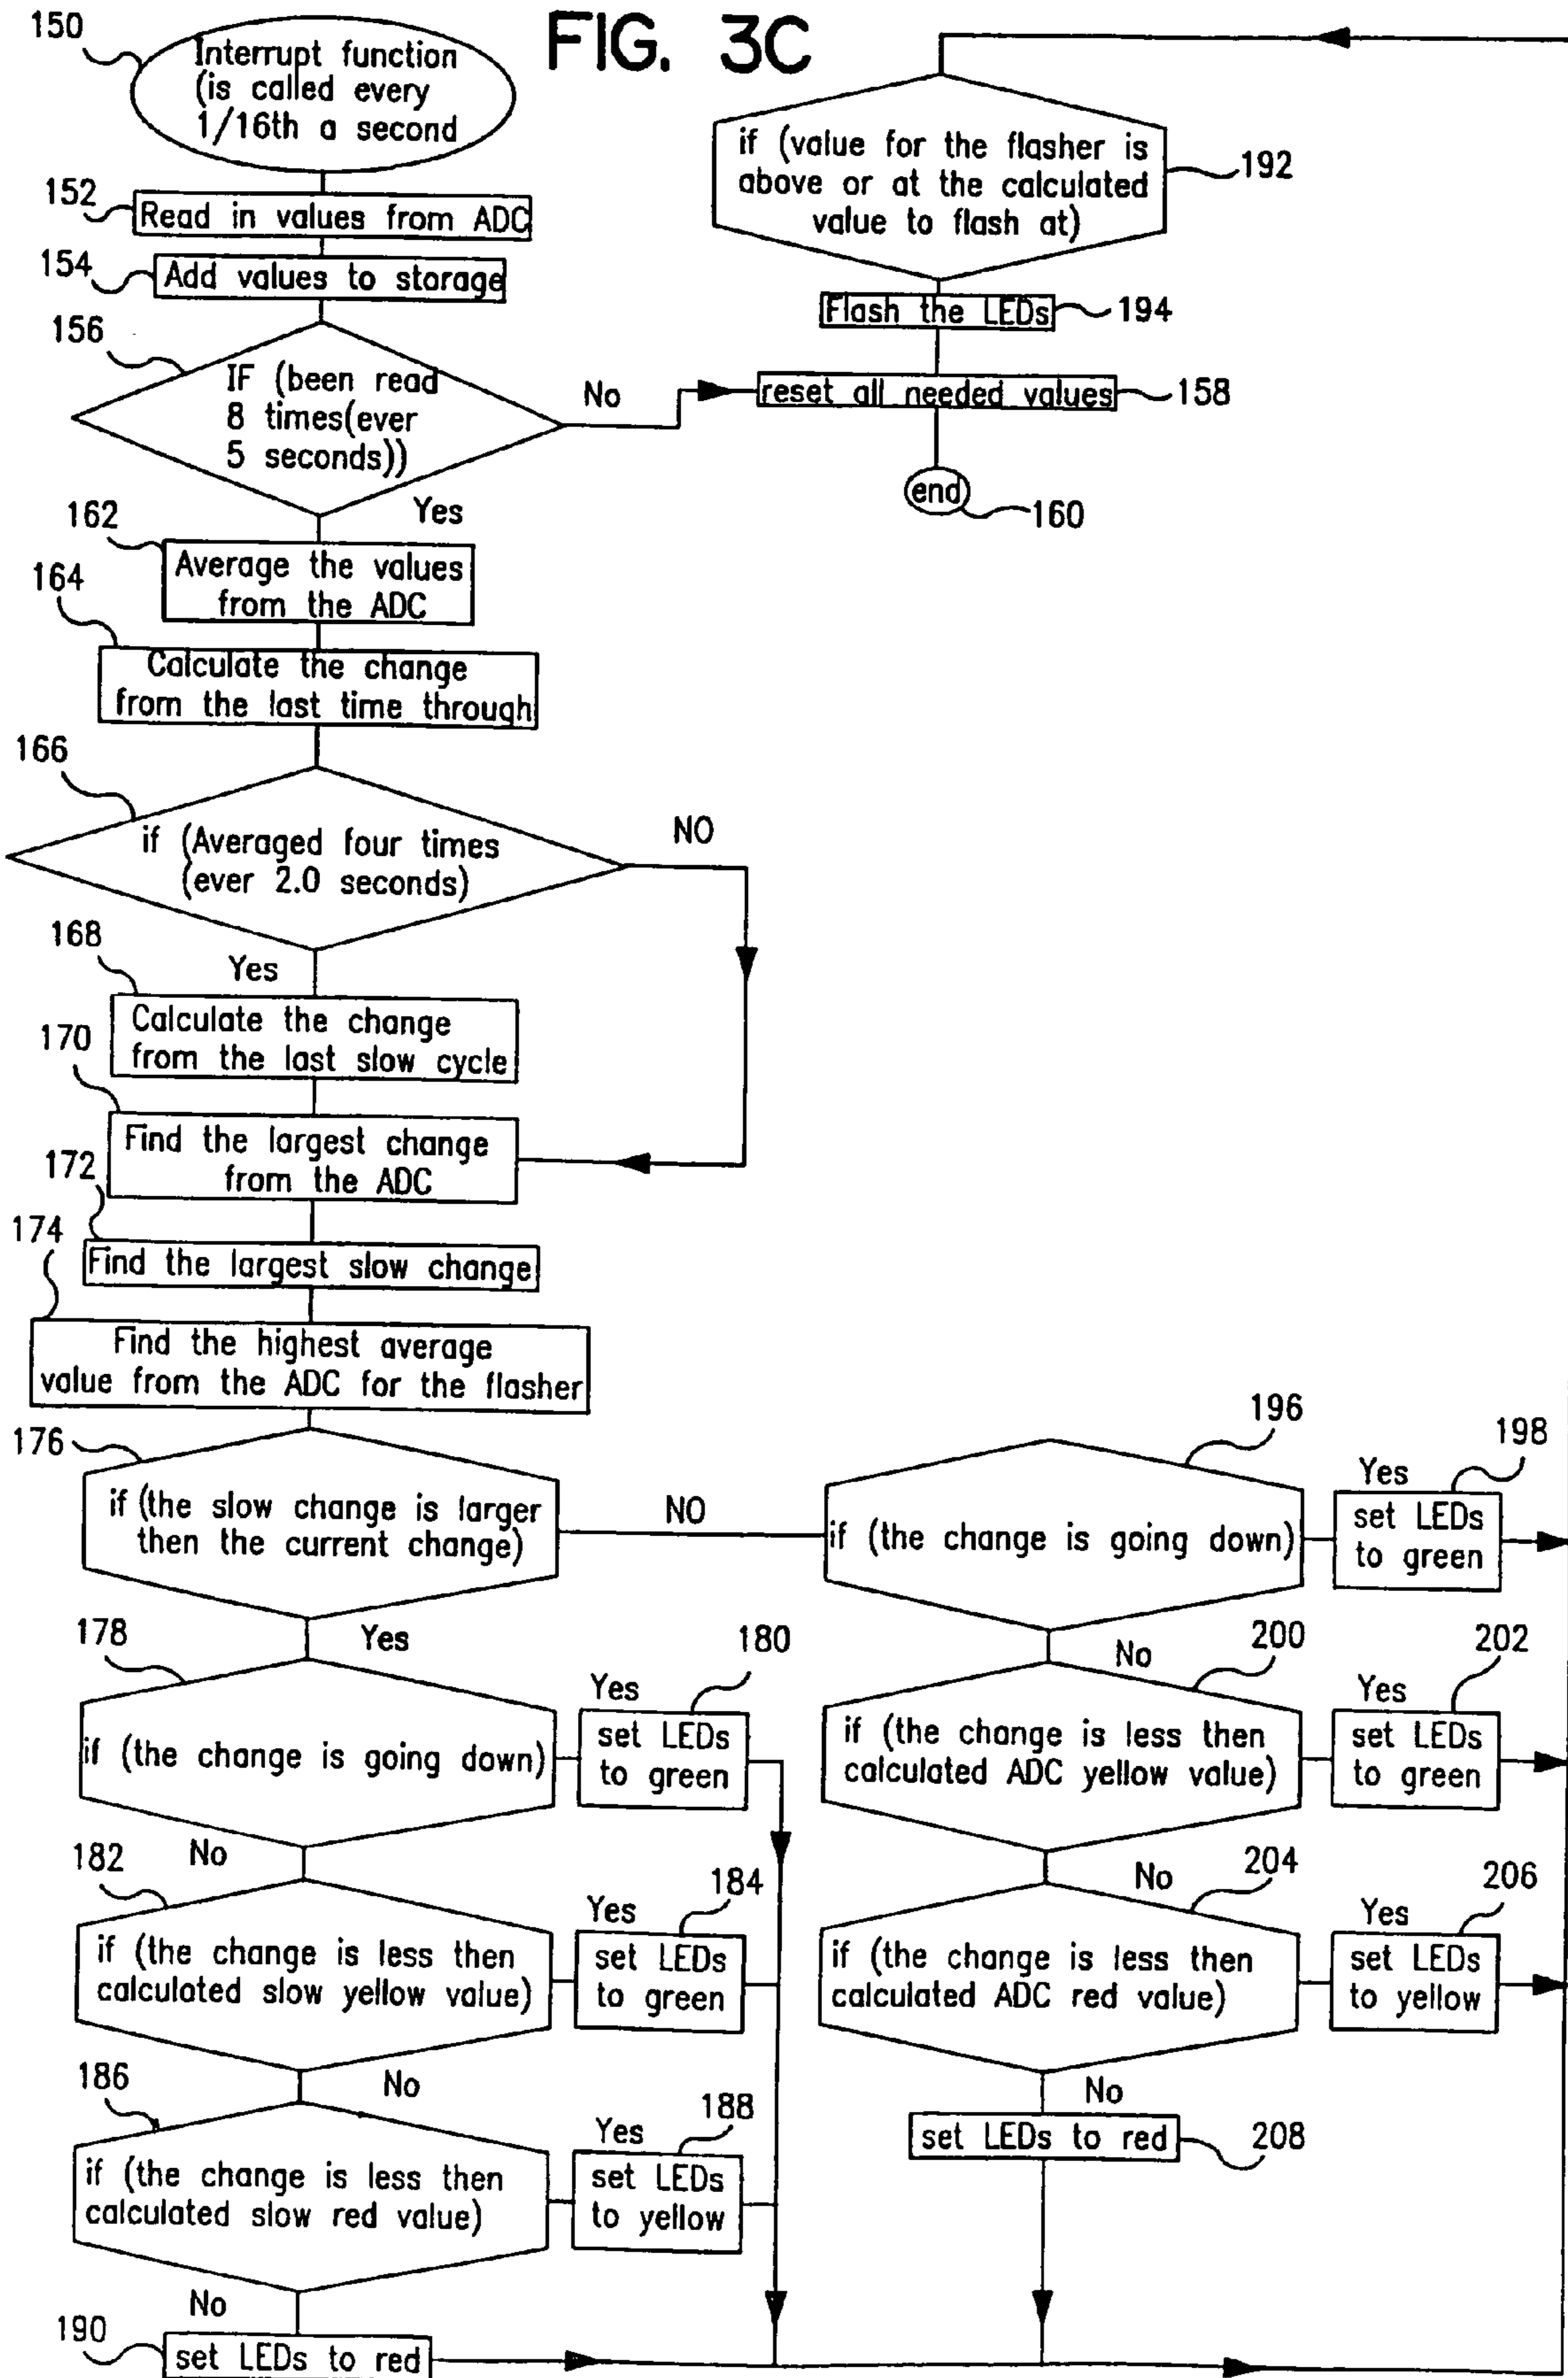 FIG. 3C
150
Interrupt function
(is called every
1/16th a second
152
Read in values from ADC
154
Add values to storage
156
IF (been read
8 times(ever
5 seconds))
No
Yes
162
Average the values
from the ADC
164
Calculate the change
from the last time through
166
if (Averaged four times
(ever 2.0 seconds)
NO
Yes
168
Calculate the change
from the last slow cycle
170
Find the largest change
from the ADC
172
Find the largest slow change
174
Find the highest average
value from the ADC for the flasher
176
if (the slow change is larger
then the current change)
NO
Yes
178
if (the change is going down)
Yes
180
set LEDs
to green
No
182
if (the change is less then
calculated slow yellow value)
Yes
184
set LEDs
to green
No
186
if (the change is less then
calculated slow red value)
Yes
188
set LEDs
to yellow
No
190
set LEDs to red
if (value for the flasher is
above or at the calculated
value to flash at)
192
Flash the LEDs
194
reset all needed values
158
end
160
196
if (the change is going down)
Yes
198
set LEDs
to green
No
200
if (the change is less then
calculated ADC yellow value)
Yes
202
set LEDs
to green
No
204
if (the change is less then
calculated ADC red value)
Yes
206
set LEDs
to yellow
No
set LEDs to red
208